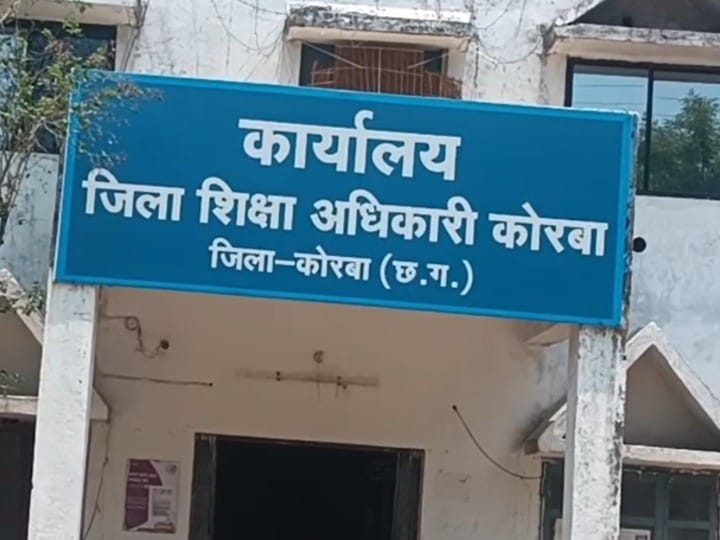 कार्यालय
जिला शिक्षा अधिकारी कोरबा
जिला–कोरबा (छ.ग.)